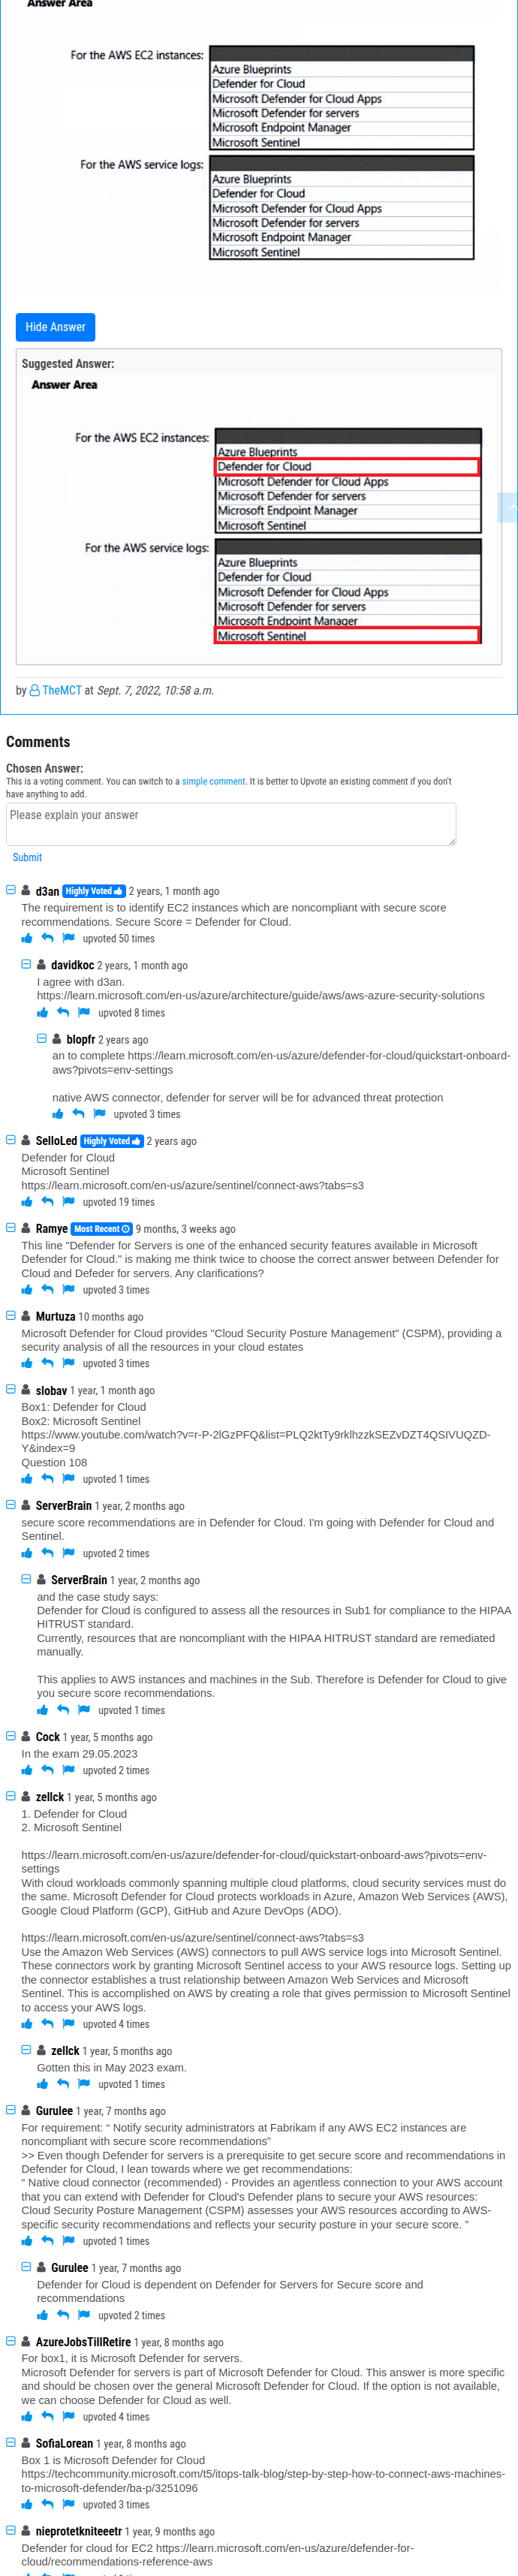 Answer Area
For the AWS EC2 instances:
Azure Blueprints
Defender for Cloud
Microsoft Defender for Cloud Apps
Microsoft Defender for servers
Microsoft Endpoint Manager
Microsoft Sentinel
For the AWS service logs:
Azure Blueprints
Defender for Cloud
Microsoft Defender for Cloud Apps
Microsoft Defender for servers
Microsoft Endpoint Manager
Microsoft Sentinel
Hide Answer
Suggested Answer:
Answer Area
For the AWS EC2 instances:
Azure Blueprints
Defender for Cloud
Microsoft Defender for Cloud Apps
Microsoft Defender for servers
Microsoft Endpoint Manager
Microsoft Sentinel
For the AWS service logs:
Azure Blueprints
Defender for Cloud
Microsoft Defender for Cloud Apps
Microsoft Defender for servers
Microsoft Endpoint Manager
Microsoft Sentinel
by TheMCT at Sept. 7, 2022, 10:58 a.m.
Comments
Chosen Answer:
This is a voting comment. You can switch to a simple comment. It is better to Upvote an existing comment if you don't
have anything to add.
Please explain your answer
Submit
d3an Highly Voted 2 years, 1 month ago
The requirement is to identify EC2 instances which are noncompliant with secure score
recommendations. Secure Score = Defender for Cloud.
upvoted 50 times
davidkoc 2 years, 1 month ago
I agree with d3an.
https://learn.microsoft.com/en-us/azure/architecture/guide/aws/aws-azure-security-solutions
upvoted 8 times
blopfr 2 years ago
an to complete https://learn.microsoft.com/en-us/azure/defender-for-cloud/quickstart-onboard-
aws?pivots=env-settings
native AWS connector, defender for server will be for advanced threat protection
upvoted 3 times
SelloLed Highly Voted 2 years ago
Defender for Cloud
Microsoft Sentinel
https://learn.microsoft.com/en-us/azure/sentinel/connect-aws?tabs=s3
upvoted 19 times
Ramye Most Recent 9 months, 3 weeks ago
This line "Defender for Servers is one of the enhanced security features available in Microsoft
Defender for Cloud." is making me think twice to choose the correct answer between Defender for
Cloud and Defeder for servers. Any clarifications?
upvoted 3 times
Murtuza 10 months ago
Microsoft Defender for Cloud provides "Cloud Security Posture Management" (CSPM), providing a
security analysis of all the resources in your cloud estates
upvoted 3 times
slobav 1 year, 1 month ago
Box1: Defender for Cloud
Box2: Microsoft Sentinel
https://www.youtube.com/watch?v=r-P-2lGzPFQ&list=PLQ2ktTy9rklhzzkSEZvDZT4QSIVUQZD-
Y&index=9
Question 108
upvoted 1 times
ServerBrain 1 year, 2 months ago
secure score recommendations are in Defender for Cloud. I'm going with Defender for Cloud and
Sentinel.
upvoted 2 times
ServerBrain 1 year, 2 months ago
and the case study says:
Defender for Cloud is configured to assess all the resources in Sub1 for compliance to the HIPAA
HITRUST standard.
Currently, resources that are noncompliant with the HIPAA HITRUST standard are remediated
manually.
This applies to AWS instances and machines in the Sub. Therefore is Defender for Cloud to give
you secure score recommendations.
upvoted 1 times
Cock 1 year, 5 months ago
In the exam 29.05.2023
upvoted 2 times
zellck 1 year, 5 months ago
1. Defender for Cloud
2. Microsoft Sentinel
https://learn.microsoft.com/en-us/azure/defender-for-cloud/quickstart-onboard-aws?pivots=env-
settings
With cloud workloads commonly spanning multiple cloud platforms, cloud security services must do
the same. Microsoft Defender for Cloud protects workloads in Azure, Amazon Web Services (AWS),
Google Cloud Platform (GCP), GitHub and Azure DevOps (ADO).
https://learn.microsoft.com/en-us/azure/sentinel/connect-aws?tabs=s3
Use the Amazon Web Services (AWS) connectors to pull AWS service logs into Microsoft Sentinel.
These connectors work by granting Microsoft Sentinel access to your AWS resource logs. Setting up
the connector establishes a trust relationship between Amazon Web Services and Microsoft
Sentinel. This is accomplished on AWS by creating a role that gives permission to Microsoft Sentinel
to access your AWS logs.
upvoted 4 times
zellck 1 year, 5 months ago
Gotten this in May 2023 exam.
upvoted 1 times
Gurulee 1 year, 7 months ago
For requirement: “ Notify security administrators at Fabrikam if any AWS EC2 instances are
noncompliant with secure score recommendations”
>> Even though Defender for servers is a prerequisite to get secure score and recommendations in
Defender for Cloud, I lean towards where we get recommendations:
“ Native cloud connector (recommended) - Provides an agentless connection to your AWS account
that you can extend with Defender for Cloud's Defender plans to secure your AWS resources:
Cloud Security Posture Management (CSPM) assesses your AWS resources according to AWS-
specific security recommendations and reflects your security posture in your secure score. ”
upvoted 1 times
Gurulee 1 year, 7 months ago
Defender for Cloud is dependent on Defender for Servers for Secure score and
recommendations
upvoted 2 times
AzureJobsTillRetire 1 year, 8 months ago
For box1, it is Microsoft Defender for servers.
Microsoft Defender for servers is part of Microsoft Defender for Cloud. This answer is more specific
and should be chosen over the general Microsoft Defender for Cloud. If the option is not available,
we can choose Defender for Cloud as well.
upvoted 4 times
SofiaLorean 1 year, 8 months ago
Box 1 is Microsoft Defender for Cloud
https://techcommunity.microsoft.com/t5/itops-talk-blog/step-by-step-how-to-connect-aws-machines-
to-microsoft-defender/ba-p/3251096
upvoted 3 times
nieprotetkniteeetr 1 year, 9 months ago
Defender for cloud for EC2 https://learn.microsoft.com/en-us/azure/defender-for-
cloud/recommendations-reference-aws